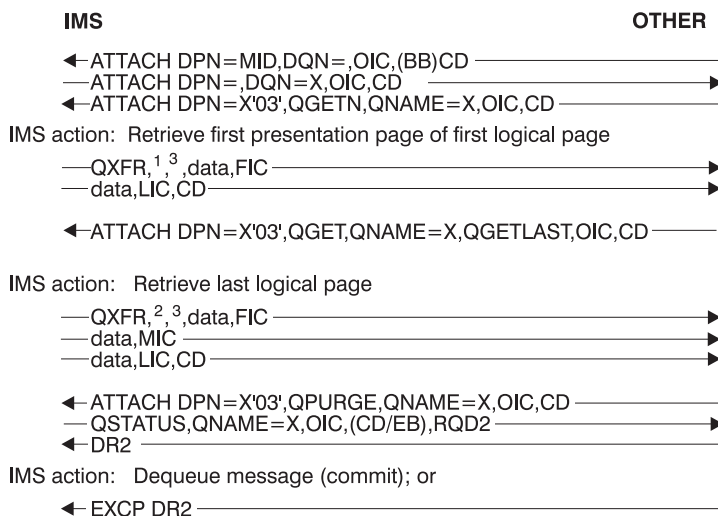 IMS OTHER
ATTACH DPN=MID,DQN=,OIC,(BB)CD
ATTACH DPN=,DQN=X,OIC,CD
ATTACH DPN=X'03',QGETN,QNAME=X,OIC,CD
IMS action: Retrieve first presentation page of first logical page
QXFR,1,3,data,FIC
data,LIC,CD
ATTACH DPN=X'03',QGET,QNAME=X,QGETLAST,OIC,CD
IMS action: Retrieve last logical page
QXFR,2,3,data,FIC
data,MIC
data,LIC,CD
ATTACH DPN=X'03',QPURGE,QNAME=X,OIC,CD
QSTATUS,QNAME=X,OIC,(CD/EB),RQD2
DR2
IMS action: Dequeue message (commit); or
EXCP DR2